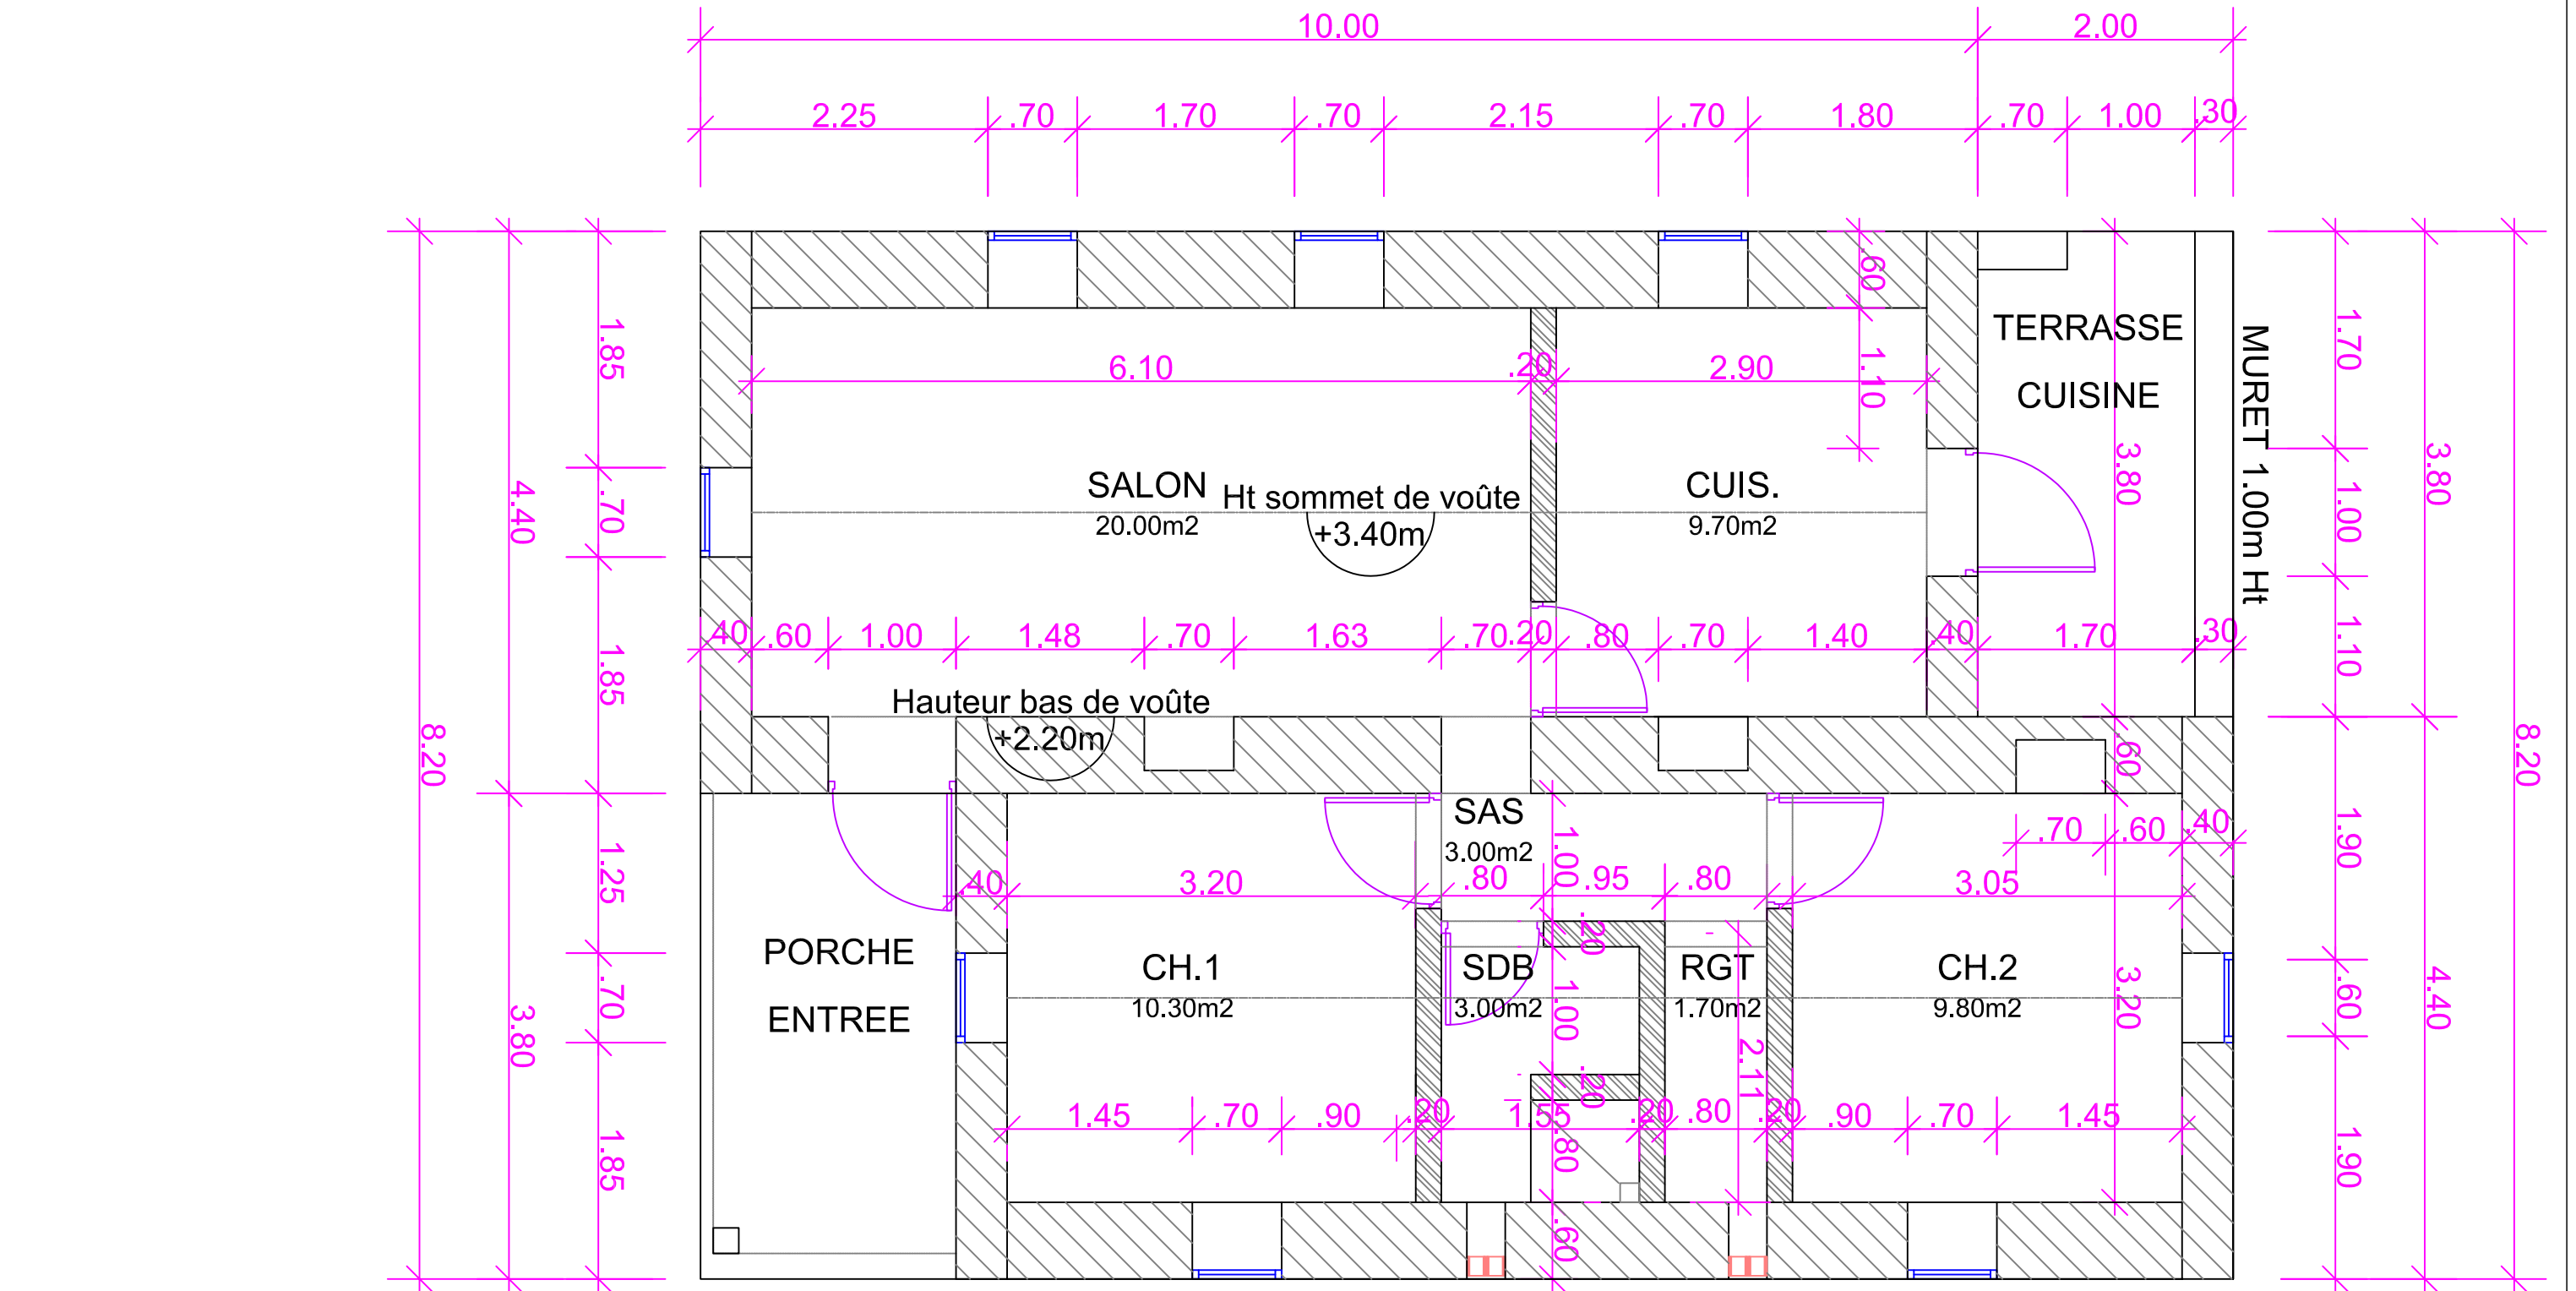 10.00 2.00
2.25 .70 1.70 .70 2.15 .70 1.80 .70 1.00 .30
.60
1.85 1.70
TERRASSE
CUISINE
MURET 1.00m Ht
6.10 .20 2.90 1.10
4.40 .70 3.80 1.00 3.80
SALON
20.00m2
Ht sommet de voûte
+3.40m
CUIS.
9.70m2
.40 .60 1.00 1.48 .70 1.63 .70 .20 .80 .70 1.40 .40 1.70 .30
1.85 1.10
Hauteur bas de voûte
+2.20m
8.20 .60 8.20
SAS
3.00m2
1.00
.70 .60 .40
1.25 1.90
.40 3.20 .80 .95 .80 3.05
.20
PORCHE
ENTREE
CH.1
10.30m2
SDB
3.00m2
RGT
1.70m2
CH.2
9.80m2
3.80 .70 1.00 3.20 .60 4.40
2.11
.20
1.45 .70 .90 .20 1.55 .20 .80 .20 .90 .70 1.45
1.85 .80 1.90
.60